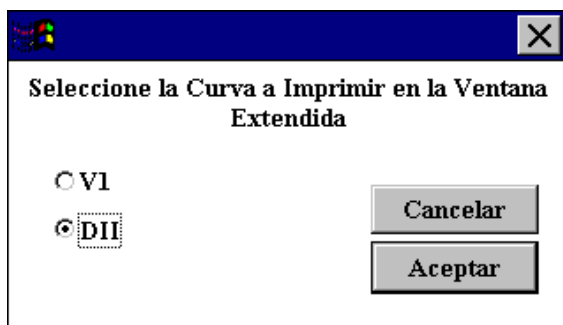 Seleccione la Curva a Imprimir en la Ventana
Extendida
V1
DII
Cancelar
Aceptar